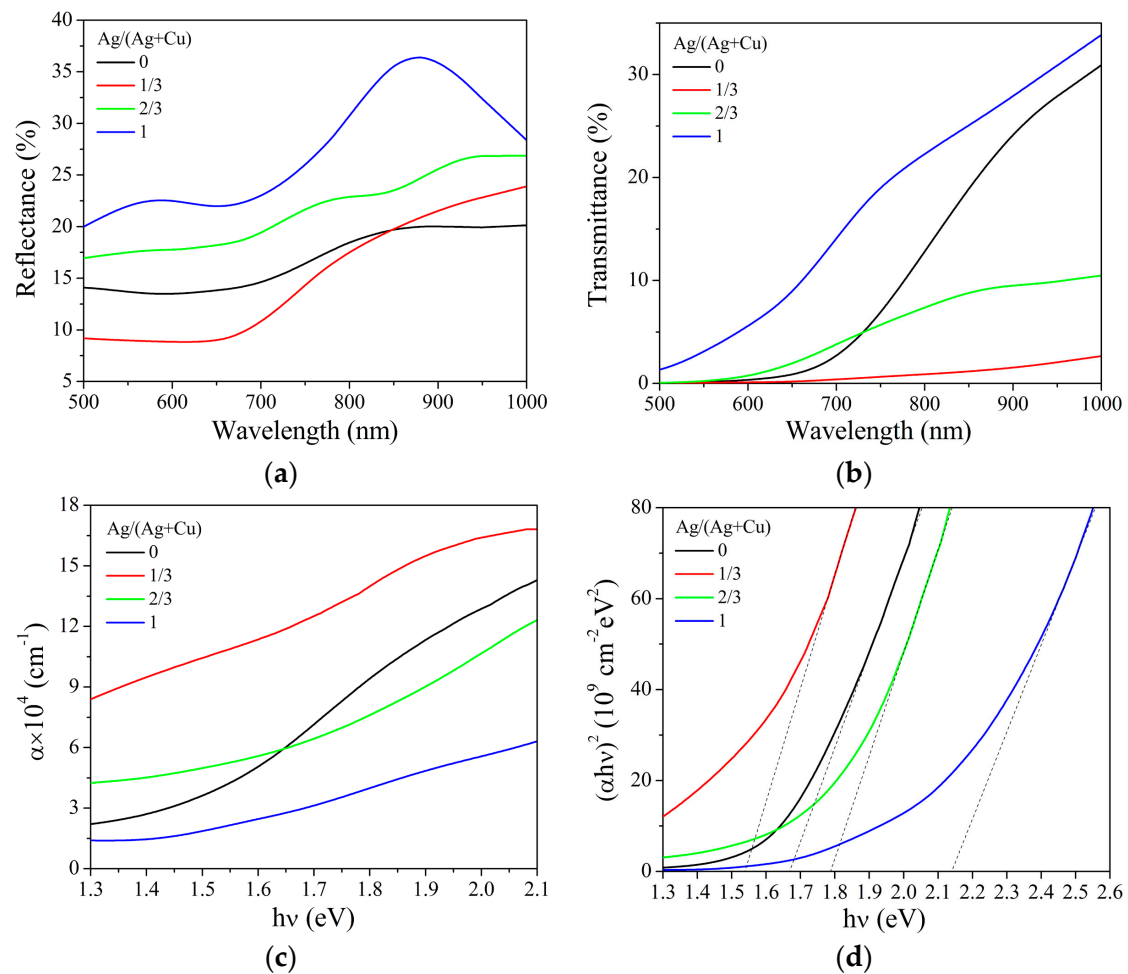 40
35
30
25
20
15
10
5
Reflectance (%)
Ag/(Ag+Cu)
0
1/3
2/3
1
500 600 700 800 900 1000
Wavelength (nm)
(a)
30
20
10
0
Transmittance (%)
Ag/(Ag+Cu)
0
1/3
2/3
1
500 600 700 800 900 1000
Wavelength (nm)
(b)
18
15
12
9
6
3
0
α×10⁴ (cm⁻¹)
Ag/(Ag+Cu)
0
1/3
2/3
1
1.3 1.4 1.5 1.6 1.7 1.8 1.9 2.0 2.1
hν (eV)
(c)
80
60
40
20
0
(αhν)² (10⁹ cm⁻²eV²)
Ag/(Ag+Cu)
0
1/3
2/3
1
1.3 1.4 1.5 1.6 1.7 1.8 1.9 2.0 2.1 2.2 2.3 2.4 2.5 2.6
hν (eV)
(d)